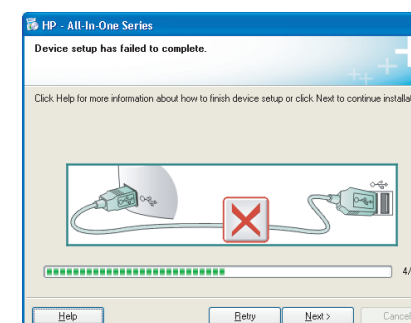 HP - All-In-One Series
Device setup has failed to complete.
Click Help for more information about how to finish device setup or click Next to continue
4/
Help Retry Next > Cancel